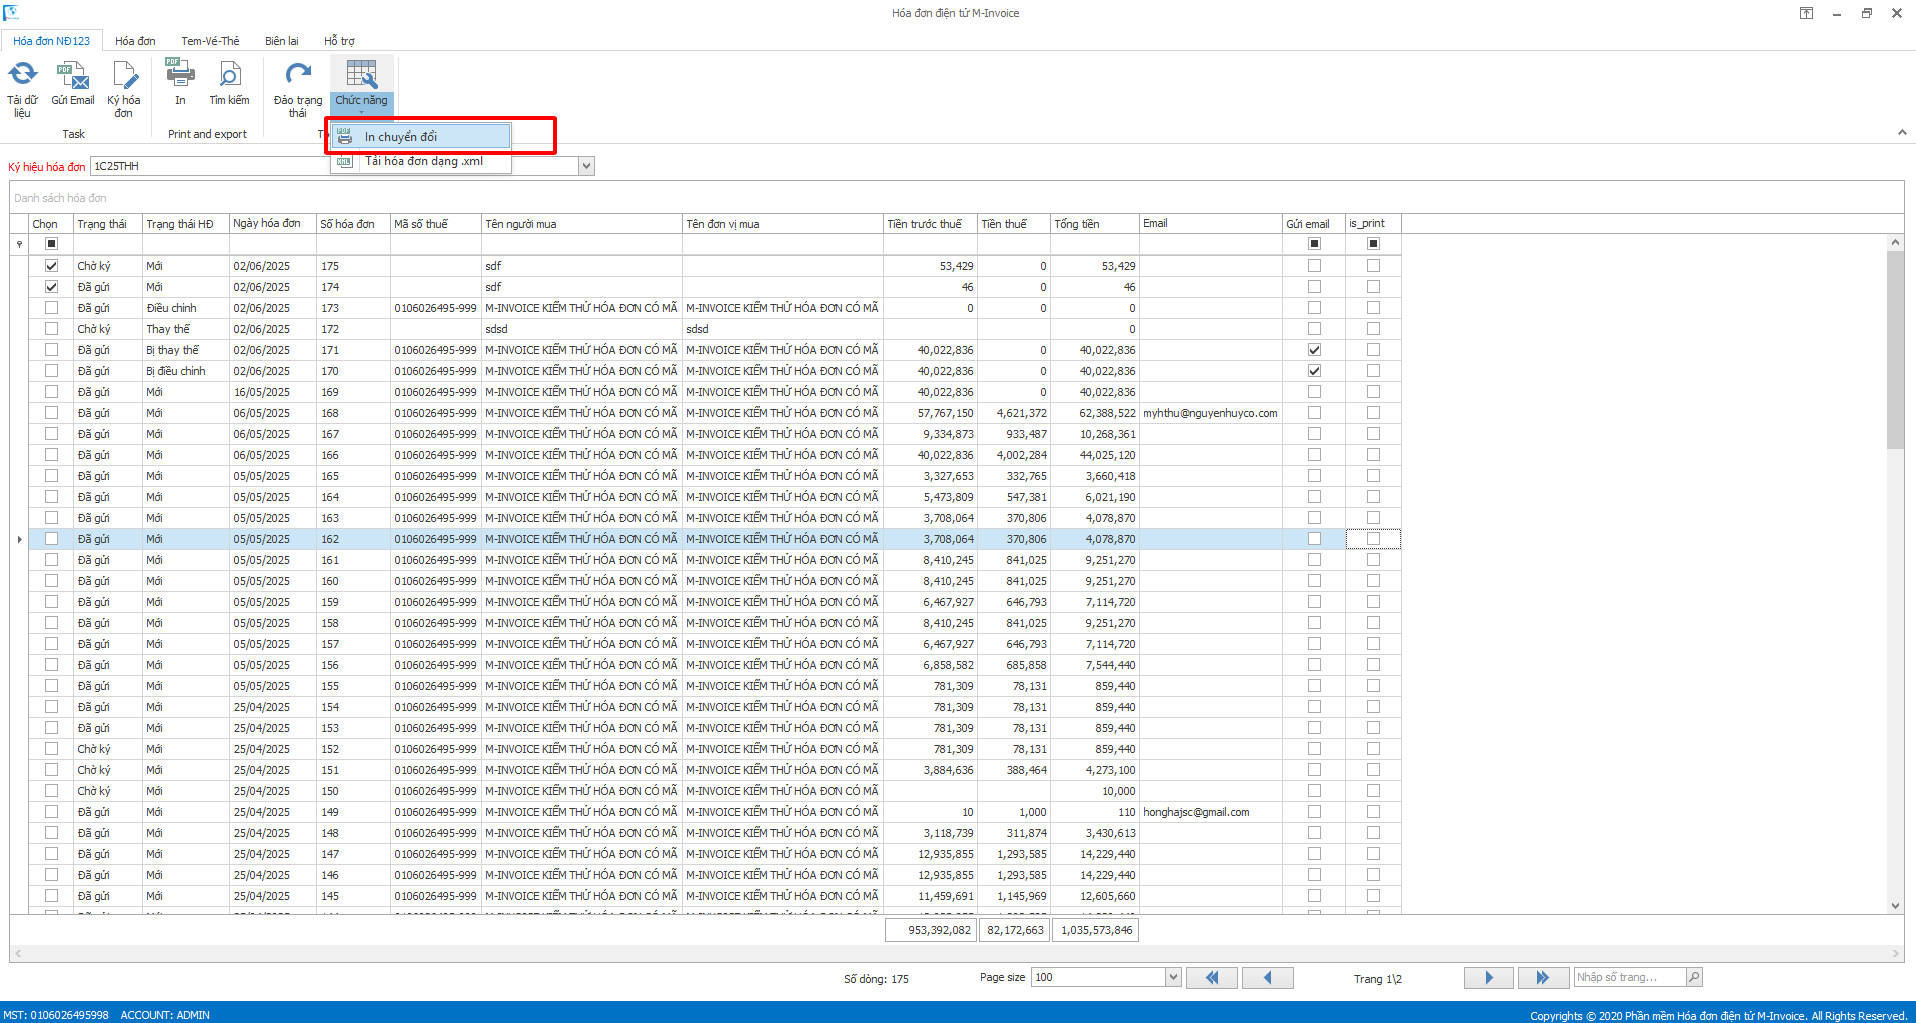 Hóa đơn điện tử M-Invoice
Hóa đơn NĐ123 Hóa đơn Tem-Vé-Thẻ Biên lai Hỗ trợ
Tải dữ liệu Gửi Email Ký hóa đơn In Tìm kiếm Đảo trạng thái Chức năng
Task Print and export
In chuyển đổi
Tải hóa đơn dạng .xml
Ký hiệu hóa đơn 1C25THH
Danh sách hóa đơn
Chọn Trạng thái Trạng thái HĐ Ngày hóa đơn Số hóa đơn Mã số thuế Tên người mua Tên đơn vị mua Tiền trước thuế Tiền thuế Tổng tiền Email Gửi email is_print
Chờ ký Mới 02/06/2025 175 sdf 53,429 0 53,429
Đã gửi Mới 02/06/2025 174 sdf 46 0 46
Đã gửi Điều chỉnh 02/06/2025 173 0106026495-999 M-INVOICE KIỂM THỬ HÓA ĐƠN CÓ MÃ M-INVOICE KIỂM THỬ HÓA ĐƠN CÓ MÃ 0 0 0
Chờ ký Thay thế 02/06/2025 172 sdsd sdsd 0
Đã gửi Bị thay thế 02/06/2025 171 0106026495-999 M-INVOICE KIỂM THỬ HÓA ĐƠN CÓ MÃ M-INVOICE KIỂM THỬ HÓA ĐƠN CÓ MÃ 40,022,836 0 40,022,836
Đã gửi Bị điều chỉnh 02/06/2025 170 0106026495-999 M-INVOICE KIỂM THỬ HÓA ĐƠN CÓ MÃ M-INVOICE KIỂM THỬ HÓA ĐƠN CÓ MÃ 40,022,836 0 40,022,836
Đã gửi Mới 16/05/2025 169 0106026495-999 M-INVOICE KIỂM THỬ HÓA ĐƠN CÓ MÃ M-INVOICE KIỂM THỬ HÓA ĐƠN CÓ MÃ 40,022,836 0 40,022,836
Đã gửi Mới 06/05/2025 168 0106026495-999 M-INVOICE KIỂM THỬ HÓA ĐƠN CÓ MÃ M-INVOICE KIỂM THỬ HÓA ĐƠN CÓ MÃ 57,767,150 4,621,372 62,388,522 myhthu@nguyenhuyco.com
Đã gửi Mới 06/05/2025 167 0106026495-999 M-INVOICE KIỂM THỬ HÓA ĐƠN CÓ MÃ M-INVOICE KIỂM THỬ HÓA ĐƠN CÓ MÃ 9,334,873 933,487 10,268,361
Đã gửi Mới 06/05/2025 166 0106026495-999 M-INVOICE KIỂM THỬ HÓA ĐƠN CÓ MÃ M-INVOICE KIỂM THỬ HÓA ĐƠN CÓ MÃ 40,022,836 4,002,284 44,025,120
Đã gửi Mới 05/05/2025 165 0106026495-999 M-INVOICE KIỂM THỬ HÓA ĐƠN CÓ MÃ M-INVOICE KIỂM THỬ HÓA ĐƠN CÓ MÃ 3,327,653 332,765 3,660,418
Đã gửi Mới 05/05/2025 164 0106026495-999 M-INVOICE KIỂM THỬ HÓA ĐƠN CÓ MÃ M-INVOICE KIỂM THỬ HÓA ĐƠN CÓ MÃ 5,473,809 547,381 6,021,190
Đã gửi Mới 05/05/2025 163 0106026495-999 M-INVOICE KIỂM THỬ HÓA ĐƠN CÓ MÃ M-INVOICE KIỂM THỬ HÓA ĐƠN CÓ MÃ 3,708,064 370,806 4,078,870
Đã gửi Mới 05/05/2025 162 0106026495-999 M-INVOICE KIỂM THỬ HÓA ĐƠN CÓ MÃ M-INVOICE KIỂM THỬ HÓA ĐƠN CÓ MÃ 3,708,064 370,806 4,078,870
Đã gửi Mới 05/05/2025 161 0106026495-999 M-INVOICE KIỂM THỬ HÓA ĐƠN CÓ MÃ M-INVOICE KIỂM THỬ HÓA ĐƠN CÓ MÃ 8,410,245 841,025 9,251,270
Đã gửi Mới 05/05/2025 160 0106026495-999 M-INVOICE KIỂM THỬ HÓA ĐƠN CÓ MÃ M-INVOICE KIỂM THỬ HÓA ĐƠN CÓ MÃ 8,410,245 841,025 9,251,270
Đã gửi Mới 05/05/2025 159 0106026495-999 M-INVOICE KIỂM THỬ HÓA ĐƠN CÓ MÃ M-INVOICE KIỂM THỬ HÓA ĐƠN CÓ MÃ 6,467,927 646,793 7,114,720
Đã gửi Mới 05/05/2025 158 0106026495-999 M-INVOICE KIỂM THỬ HÓA ĐƠN CÓ MÃ M-INVOICE KIỂM THỬ HÓA ĐƠN CÓ MÃ 8,410,245 841,025 9,251,270
Đã gửi Mới 05/05/2025 157 0106026495-999 M-INVOICE KIỂM THỬ HÓA ĐƠN CÓ MÃ M-INVOICE KIỂM THỬ HÓA ĐƠN CÓ MÃ 6,467,927 646,793 7,114,720
Đã gửi Mới 05/05/2025 156 0106026495-999 M-INVOICE KIỂM THỬ HÓA ĐƠN CÓ MÃ M-INVOICE KIỂM THỬ HÓA ĐƠN CÓ MÃ 6,858,582 685,858 7,544,440
Đã gửi Mới 05/05/2025 155 0106026495-999 M-INVOICE KIỂM THỬ HÓA ĐƠN CÓ MÃ M-INVOICE KIỂM THỬ HÓA ĐƠN CÓ MÃ 781,309 78,131 859,440
Đã gửi Mới 25/04/2025 154 0106026495-999 M-INVOICE KIỂM THỬ HÓA ĐƠN CÓ MÃ M-INVOICE KIỂM THỬ HÓA ĐƠN CÓ MÃ 781,309 78,131 859,440
Đã gửi Mới 25/04/2025 153 0106026495-999 M-INVOICE KIỂM THỬ HÓA ĐƠN CÓ MÃ M-INVOICE KIỂM THỬ HÓA ĐƠN CÓ MÃ 781,309 78,131 859,440
Chờ ký Mới 25/04/2025 152 0106026495-999 M-INVOICE KIỂM THỬ HÓA ĐƠN CÓ MÃ M-INVOICE KIỂM THỬ HÓA ĐƠN CÓ MÃ 781,309 78,131 859,440
Chờ ký Mới 25/04/2025 151 0106026495-999 M-INVOICE KIỂM THỬ HÓA ĐƠN CÓ MÃ M-INVOICE KIỂM THỬ HÓA ĐƠN CÓ MÃ 3,884,636 388,464 4,273,100
Chờ ký Mới 25/04/2025 150 0106026495-999 M-INVOICE KIỂM THỬ HÓA ĐƠN CÓ MÃ M-INVOICE KIỂM THỬ HÓA ĐƠN CÓ MÃ 10,000
Đã gửi Mới 25/04/2025 149 0106026495-999 M-INVOICE KIỂM THỬ HÓA ĐƠN CÓ MÃ M-INVOICE KIỂM THỬ HÓA ĐƠN CÓ MÃ 10 1,000 110 honghajsc@gmail.com
Đã gửi Mới 25/04/2025 148 0106026495-999 M-INVOICE KIỂM THỬ HÓA ĐƠN CÓ MÃ M-INVOICE KIỂM THỬ HÓA ĐƠN CÓ MÃ 3,118,739 311,874 3,430,613
Đã gửi Mới 25/04/2025 147 0106026495-999 M-INVOICE KIỂM THỬ HÓA ĐƠN CÓ MÃ M-INVOICE KIỂM THỬ HÓA ĐƠN CÓ MÃ 12,935,855 1,293,585 14,229,440
Đã gửi Mới 25/04/2025 146 0106026495-999 M-INVOICE KIỂM THỬ HÓA ĐƠN CÓ MÃ M-INVOICE KIỂM THỬ HÓA ĐƠN CÓ MÃ 12,935,855 1,293,585 14,229,440
Đã gửi Mới 25/04/2025 145 0106026495-999 M-INVOICE KIỂM THỬ HÓA ĐƠN CÓ MÃ M-INVOICE KIỂM THỬ HÓA ĐƠN CÓ MÃ 11,459,691 1,145,969 12,605,660
953,392,082 82,172,663 1,035,573,846
Số dòng: 175 Page size 100 Trang 1\2 Nhập số trang...
MST: 0106026495998 ACCOUNT: ADMIN Copyrights © 2020 Phần mềm Hóa đơn điện tử M-Invoice. All Rights Reserved.